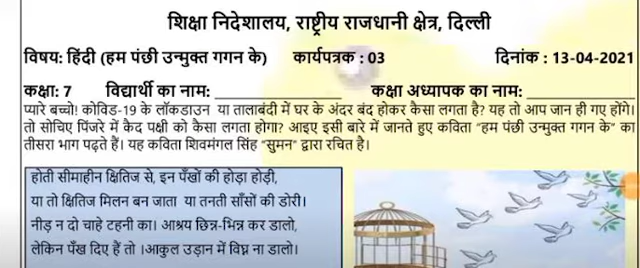 शिक्षा निदेशालय, राष्ट्रीय राजधानी क्षेत्र, दिल्ली
विषय: हिंदी (हम पंछी उन्मुक्त गगन के) कार्यपत्रक : 03 दिनांक : 13-04-2021
कक्षा: 7 विद्यार्थी का नाम: कक्षा अध्यापक का नाम:
प्यारे बच्चो! कोविड-19 के लॉकडाउन या तालाबंदी में घर के अंदर बंद होकर कैसा लगता है? यह तो आप जान ही गए होंगे।
तो सोचिए पिंजरे में कैद पक्षी को कैसा लगता होगा? आइए इसी बारे में जानते हुए कविता "हम पंछी उन्मुक्त गगन के" का
तीसरा भाग पढ़ते हैं। यह कविता शिवमंगल सिंह "सुमन" द्वारा रचित है।
होती सीमाहीन क्षितिज से, इन पँखों की होड़ा होड़ी,
या तो क्षितिज मिलन बन जाता या तनती साँसों की डोरी।
नीड़ न दो चाहे टहनी का। आश्रय छिन्न-भिन्न कर डालो,
लेकिन पँख दिए हैं तो ।आकुल उड़ान में विघ्न ना डालो।